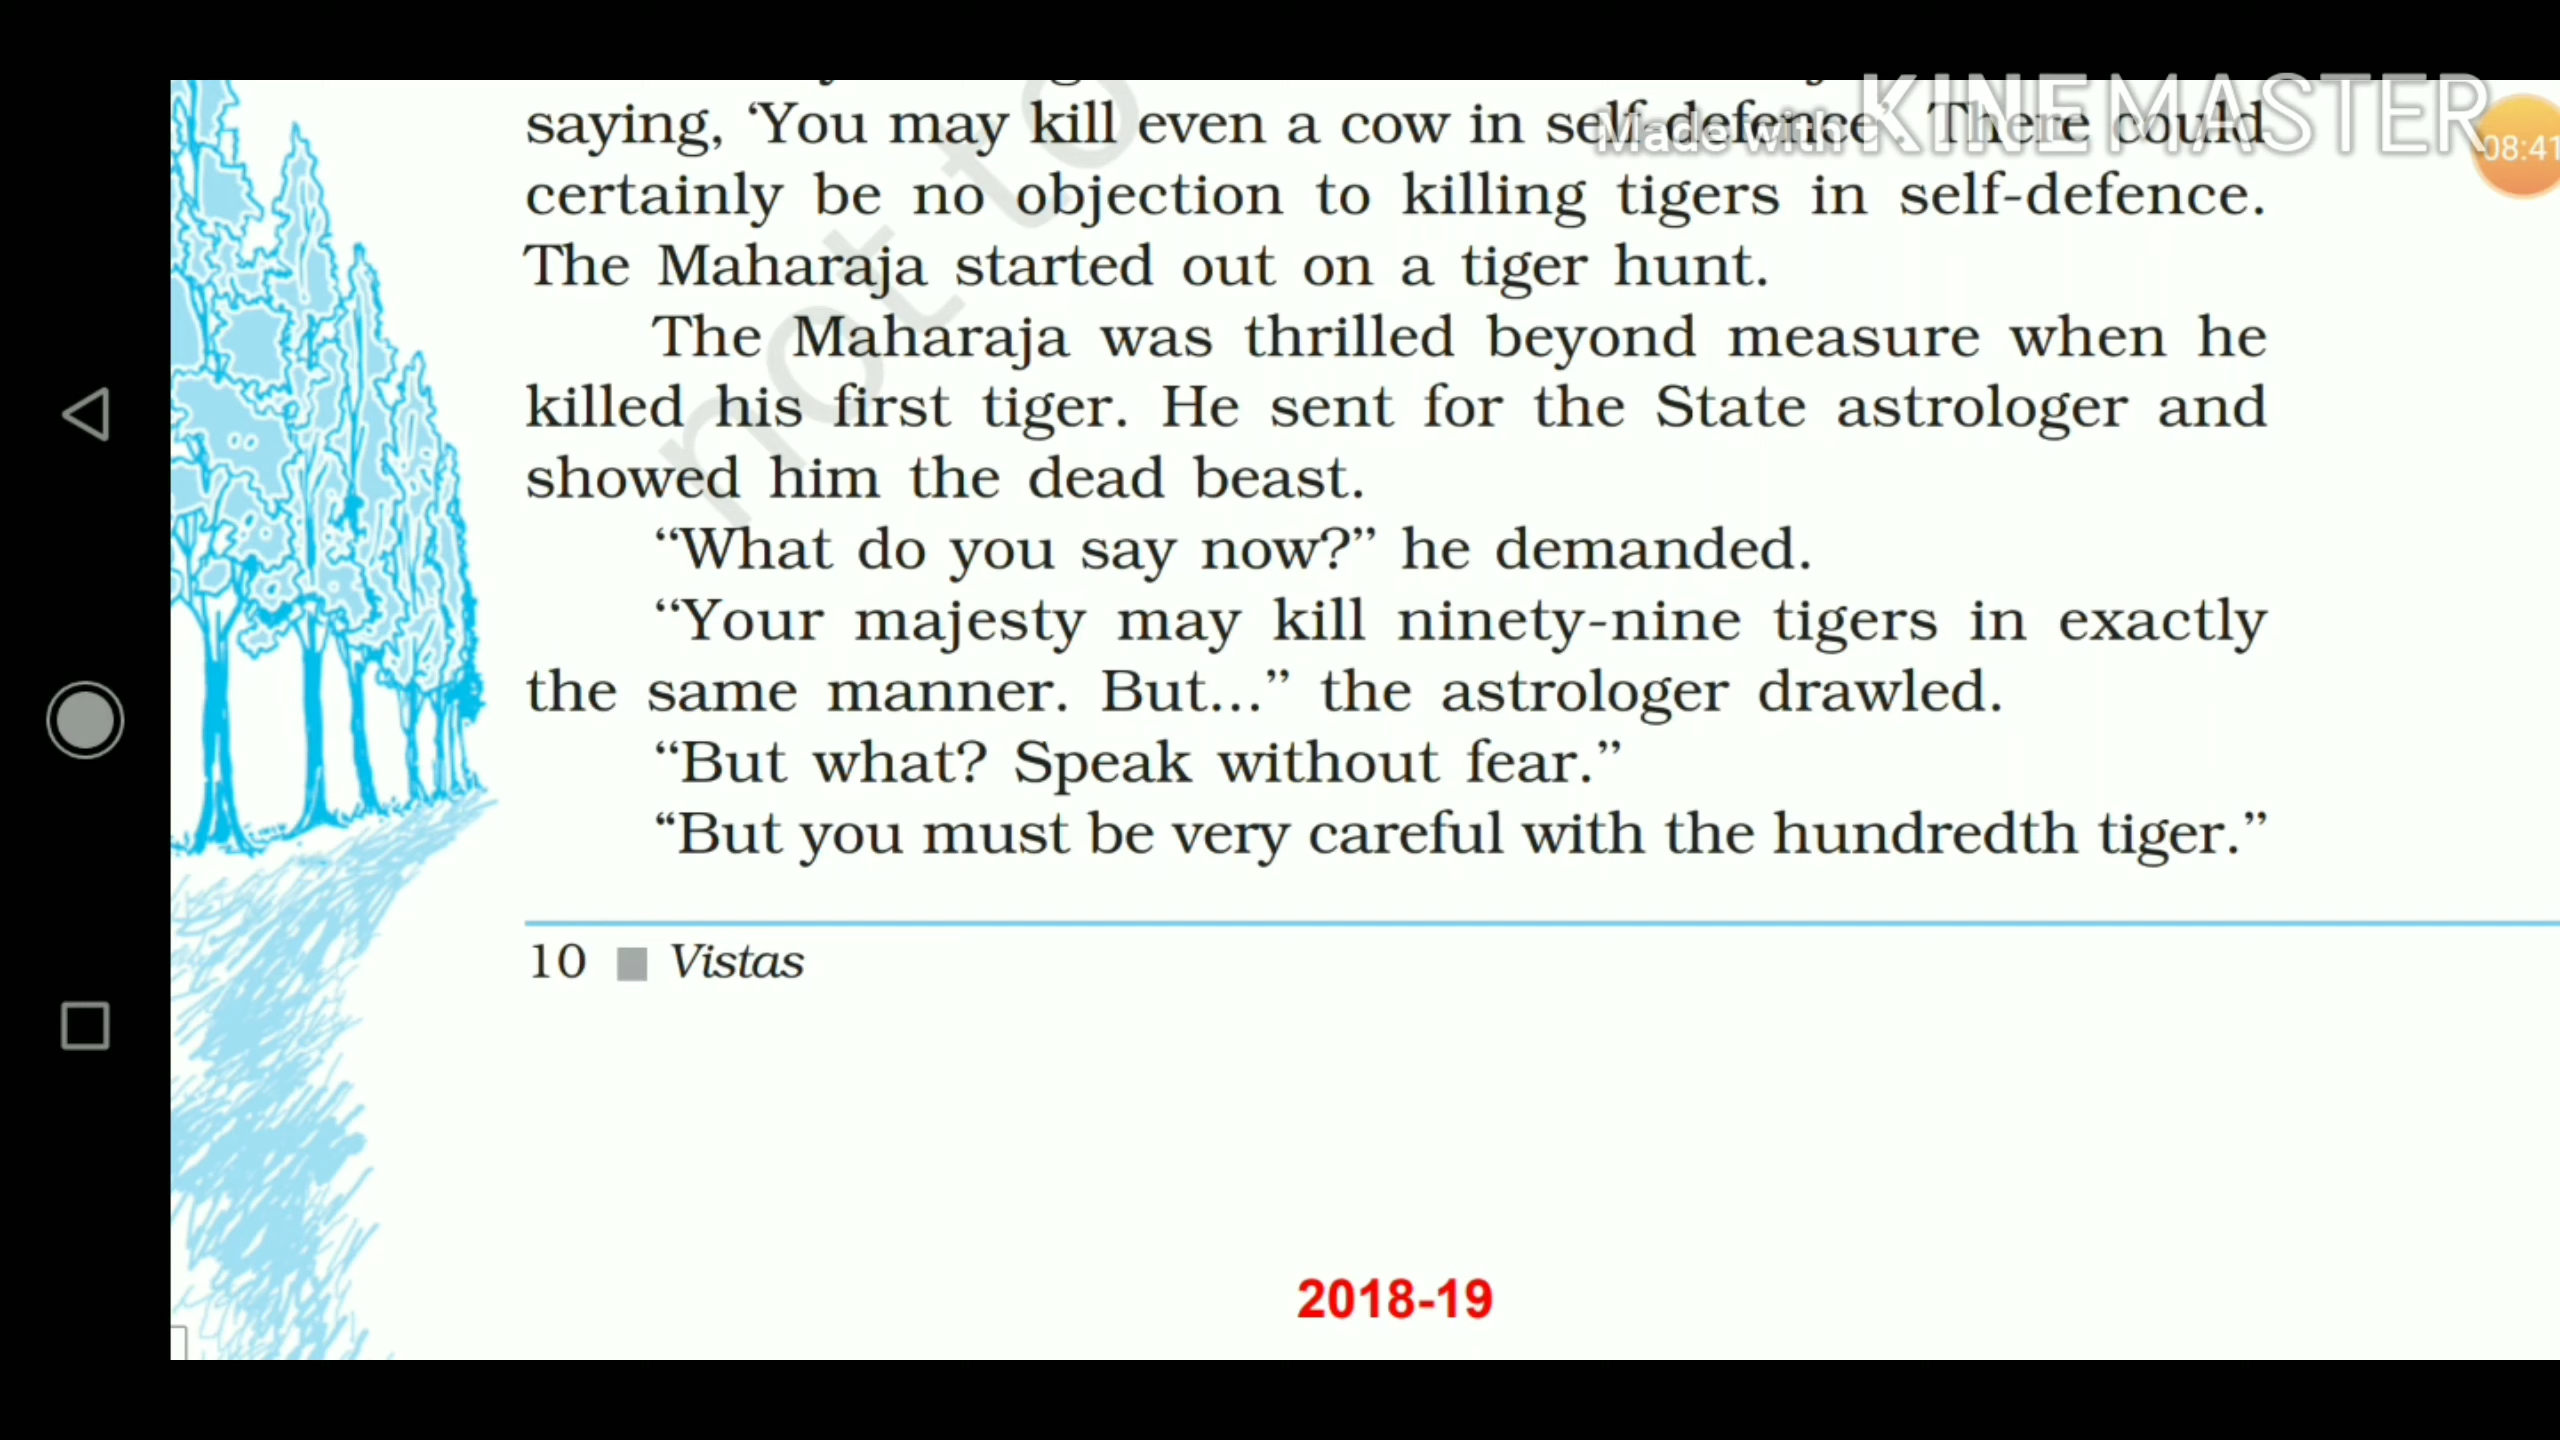 Made with KINEMASTER
08:41
saying, ‘You may kill even a cow in self-defence’. There could
certainly be no objection to killing tigers in self-defence.
The Maharaja started out on a tiger hunt.
The Maharaja was thrilled beyond measure when he
killed his first tiger. He sent for the State astrologer and
showed him the dead beast.
“What do you say now?” he demanded.
“Your majesty may kill ninety-nine tigers in exactly
the same manner. But...” the astrologer drawled.
“But what? Speak without fear.”
“But you must be very careful with the hundredth tiger.”
not to
10 ■ Vistas
2018-19